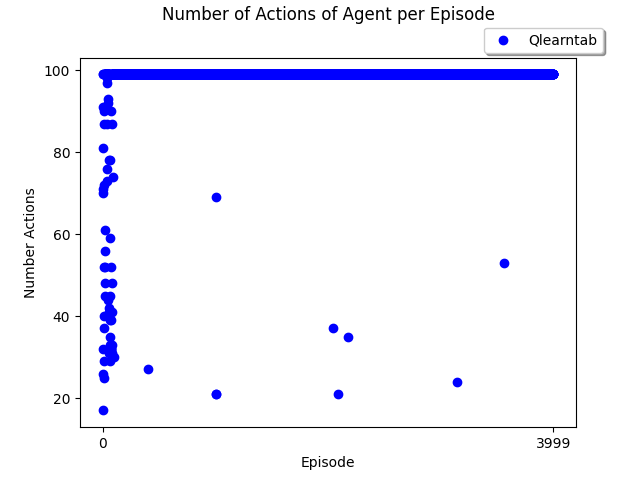 Number of Actions of Agent per Episode
Qlearntab
100
80
60
40
20
Number Actions
0
3999
Episode